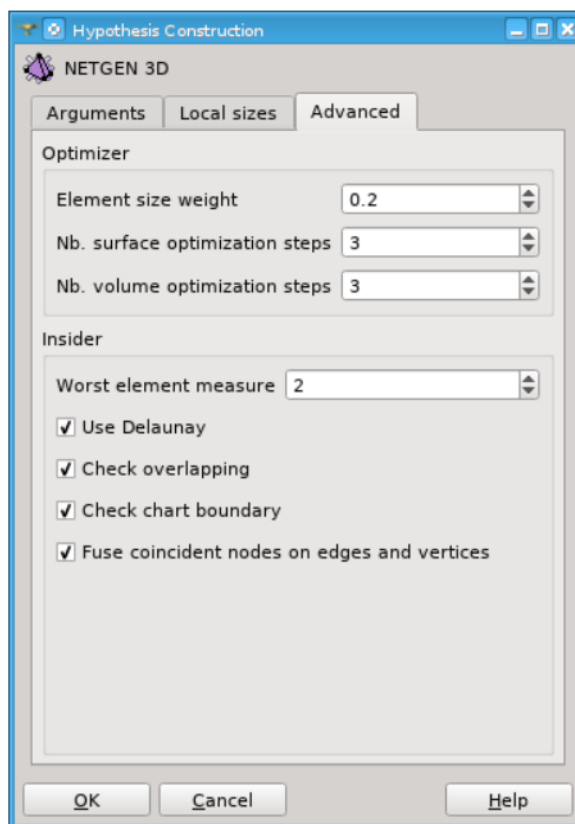 Hypothesis Construction
NETGEN 3D
Arguments Local sizes Advanced
Optimizer
Element size weight 0.2
Nb. surface optimization steps 3
Nb. volume optimization steps 3
Insider
Worst element measure 2
Use Delaunay
Check overlapping
Check chart boundary
Fuse coincident nodes on edges and vertices
OK Cancel Help